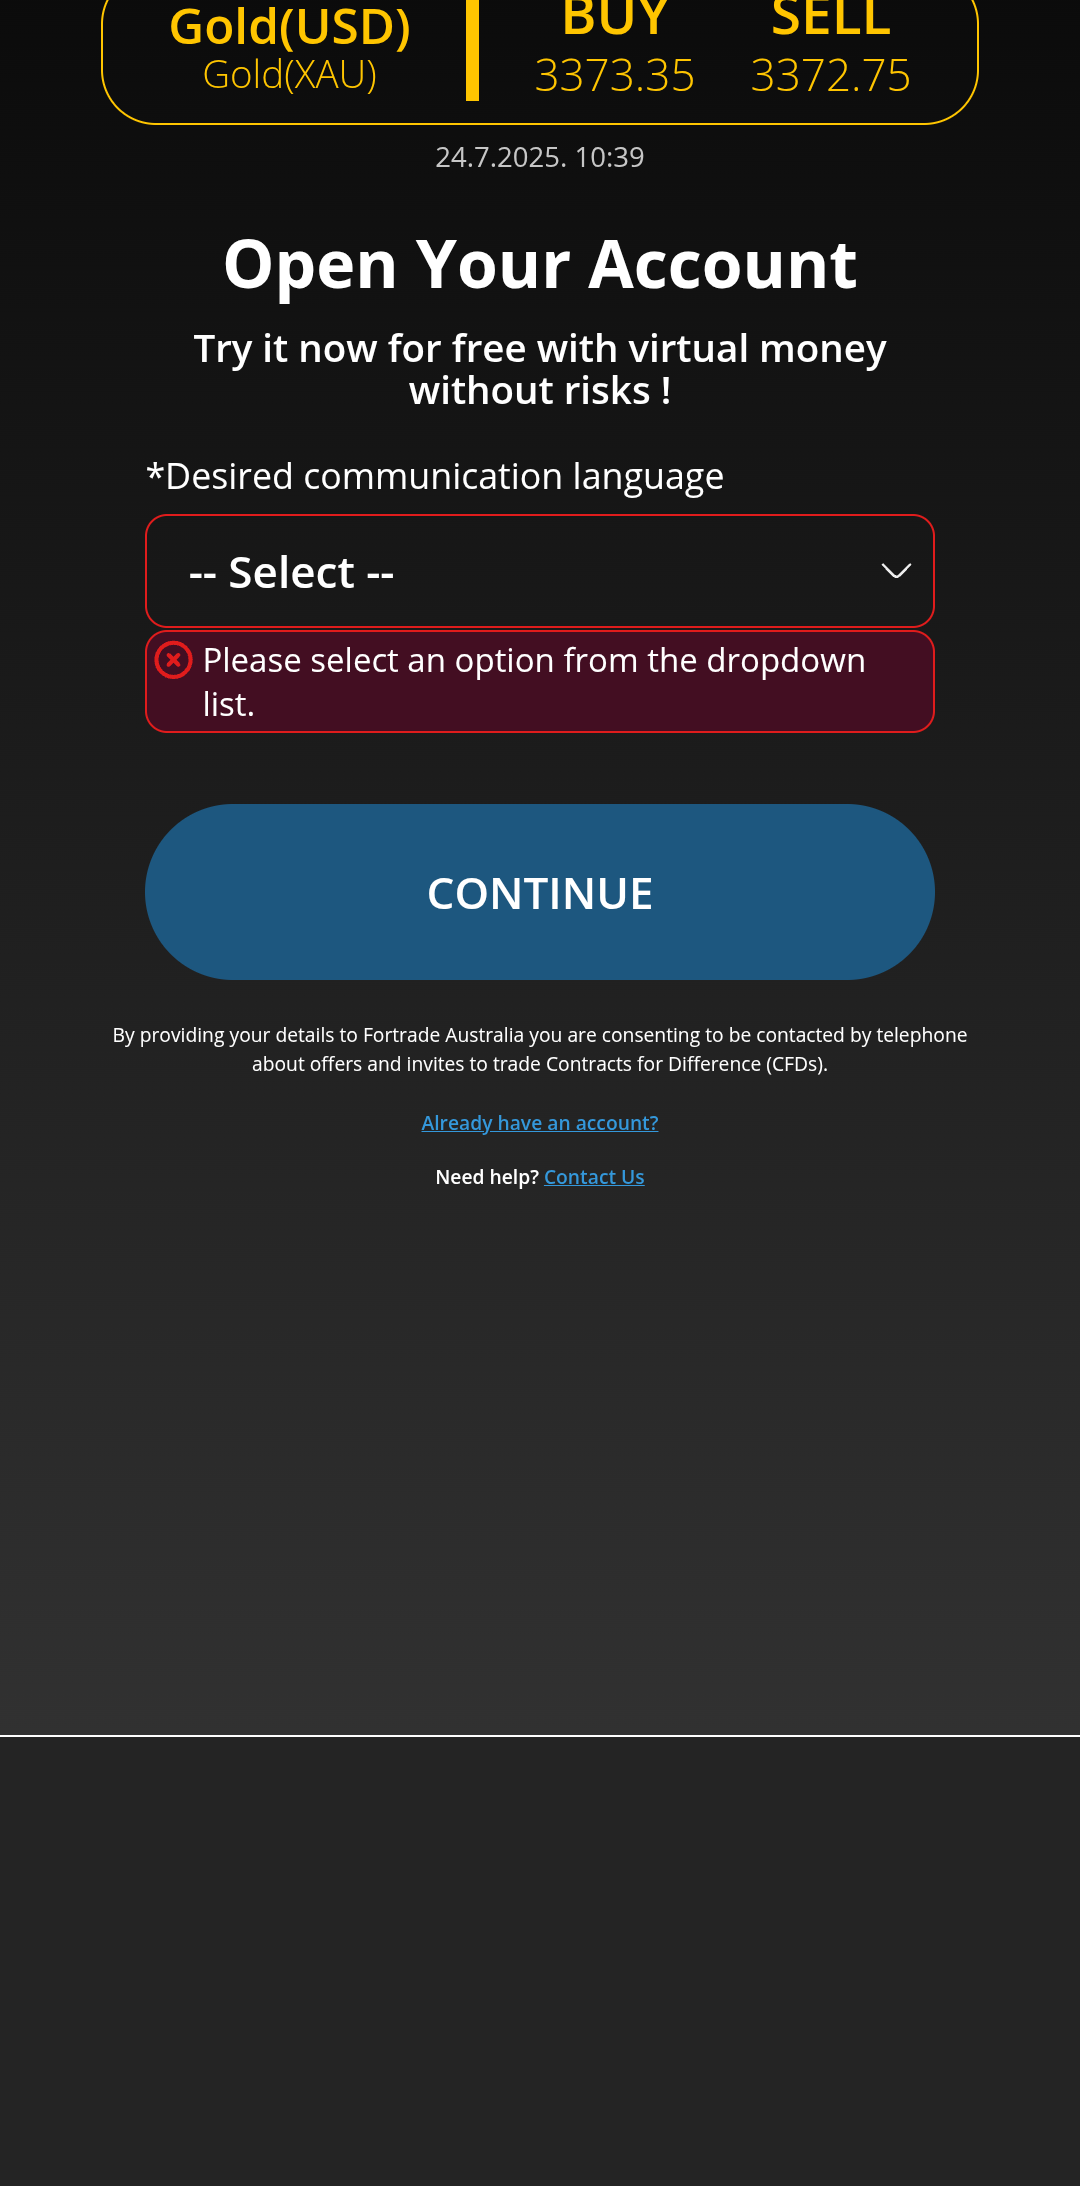 Gold(USD)
Gold(XAU)
BUY
3373.35
SELL
3372.75
24.7.2025. 10:39
Open Your Account
Try it now for free with virtual money
without risks !
*Desired communication language
-- Select --
Please select an option from the dropdown
list.
CONTINUE
By providing your details to Fortrade Australia you are consenting to be contacted by telephone
about offers and invites to trade Contracts for Difference (CFDs).
Already have an account?
Need help? Contact Us